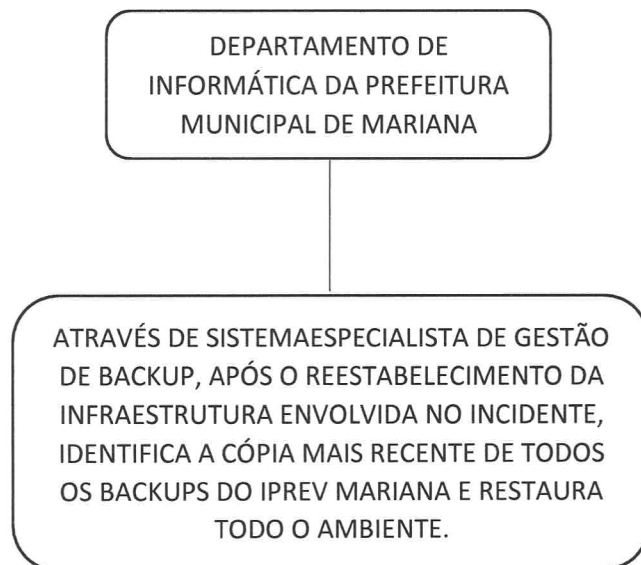 DEPARTAMENTO DE
INFORMÁTICA DA PREFEITURA
MUNICIPAL DE MARIANA
ATRAVÉS DE SISTEMAESPECIALISTA DE GESTÃO
DE BACKUP, APÓS O REESTABELECIMENTO DA
INFRAESTRUTURA ENVOLVIDA NO INCIDENTE,
IDENTIFICA A CÓPIA MAIS RECENTE DE TODOS
OS BACKUPS DO IPREV MARIANA E RESTAURA
TODO O AMBIENTE.